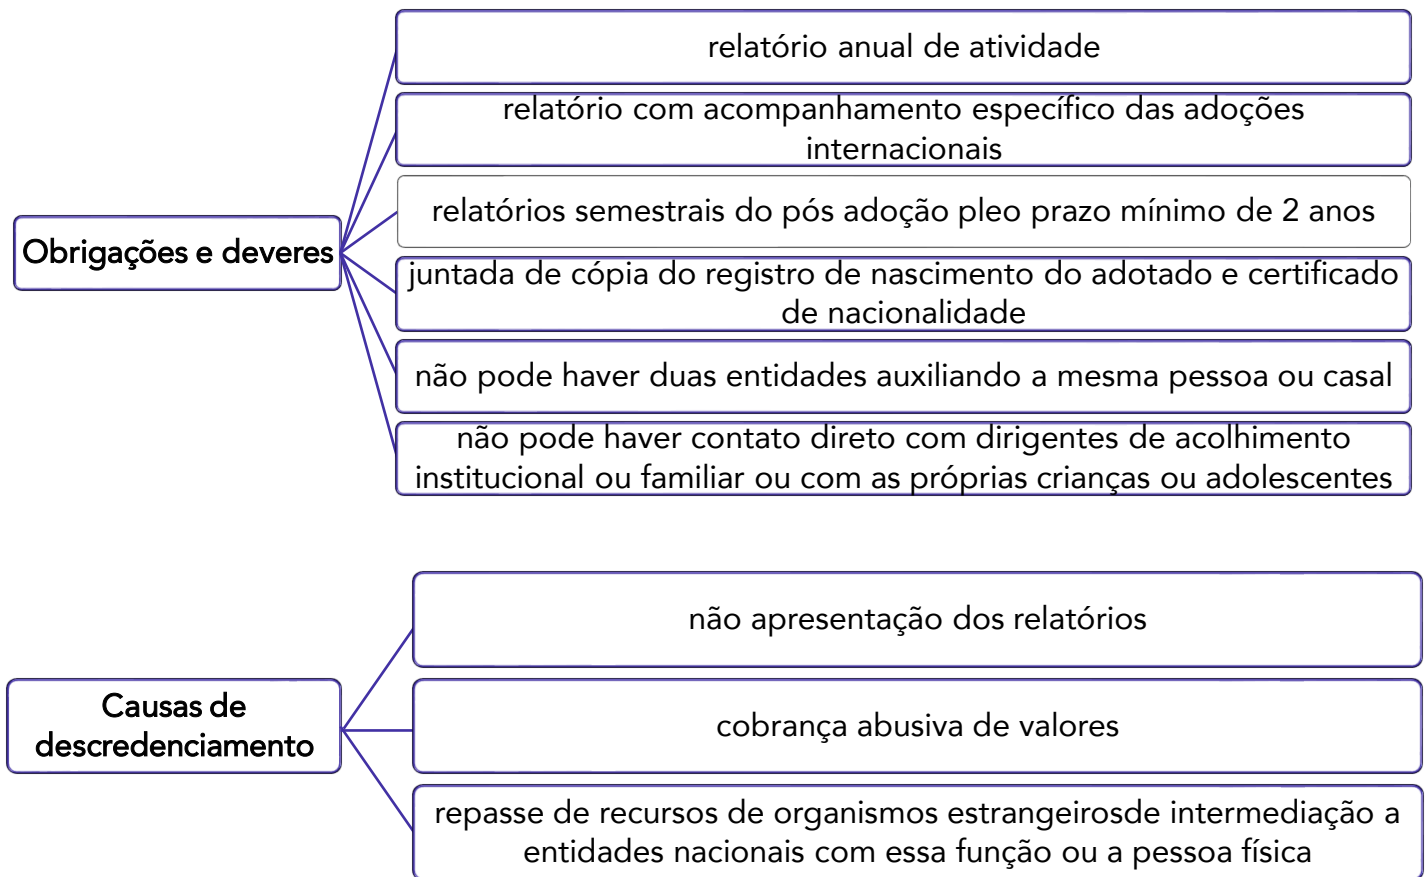 relatório anual de atividade
relatório com acompanhamento específico das adoções
internacionais
relatórios semestrais do pós adoção pleo prazo mínimo de 2 anos
Obrigações e deveres
juntada de cópia do registro de nascimento do adotado e certificado
de nacionalidade
não pode haver duas entidades auxiliando a mesma pessoa ou casal
não pode haver contato direto com dirigentes de acolhimento
institucional ou familiar ou com as próprias crianças ou adolescentes
não apresentação dos relatórios
Causas de
descredenciamento
cobrança abusiva de valores
repasse de recursos de organismos estrangeirosde intermediação a
entidades nacionais com essa função ou a pessoa física